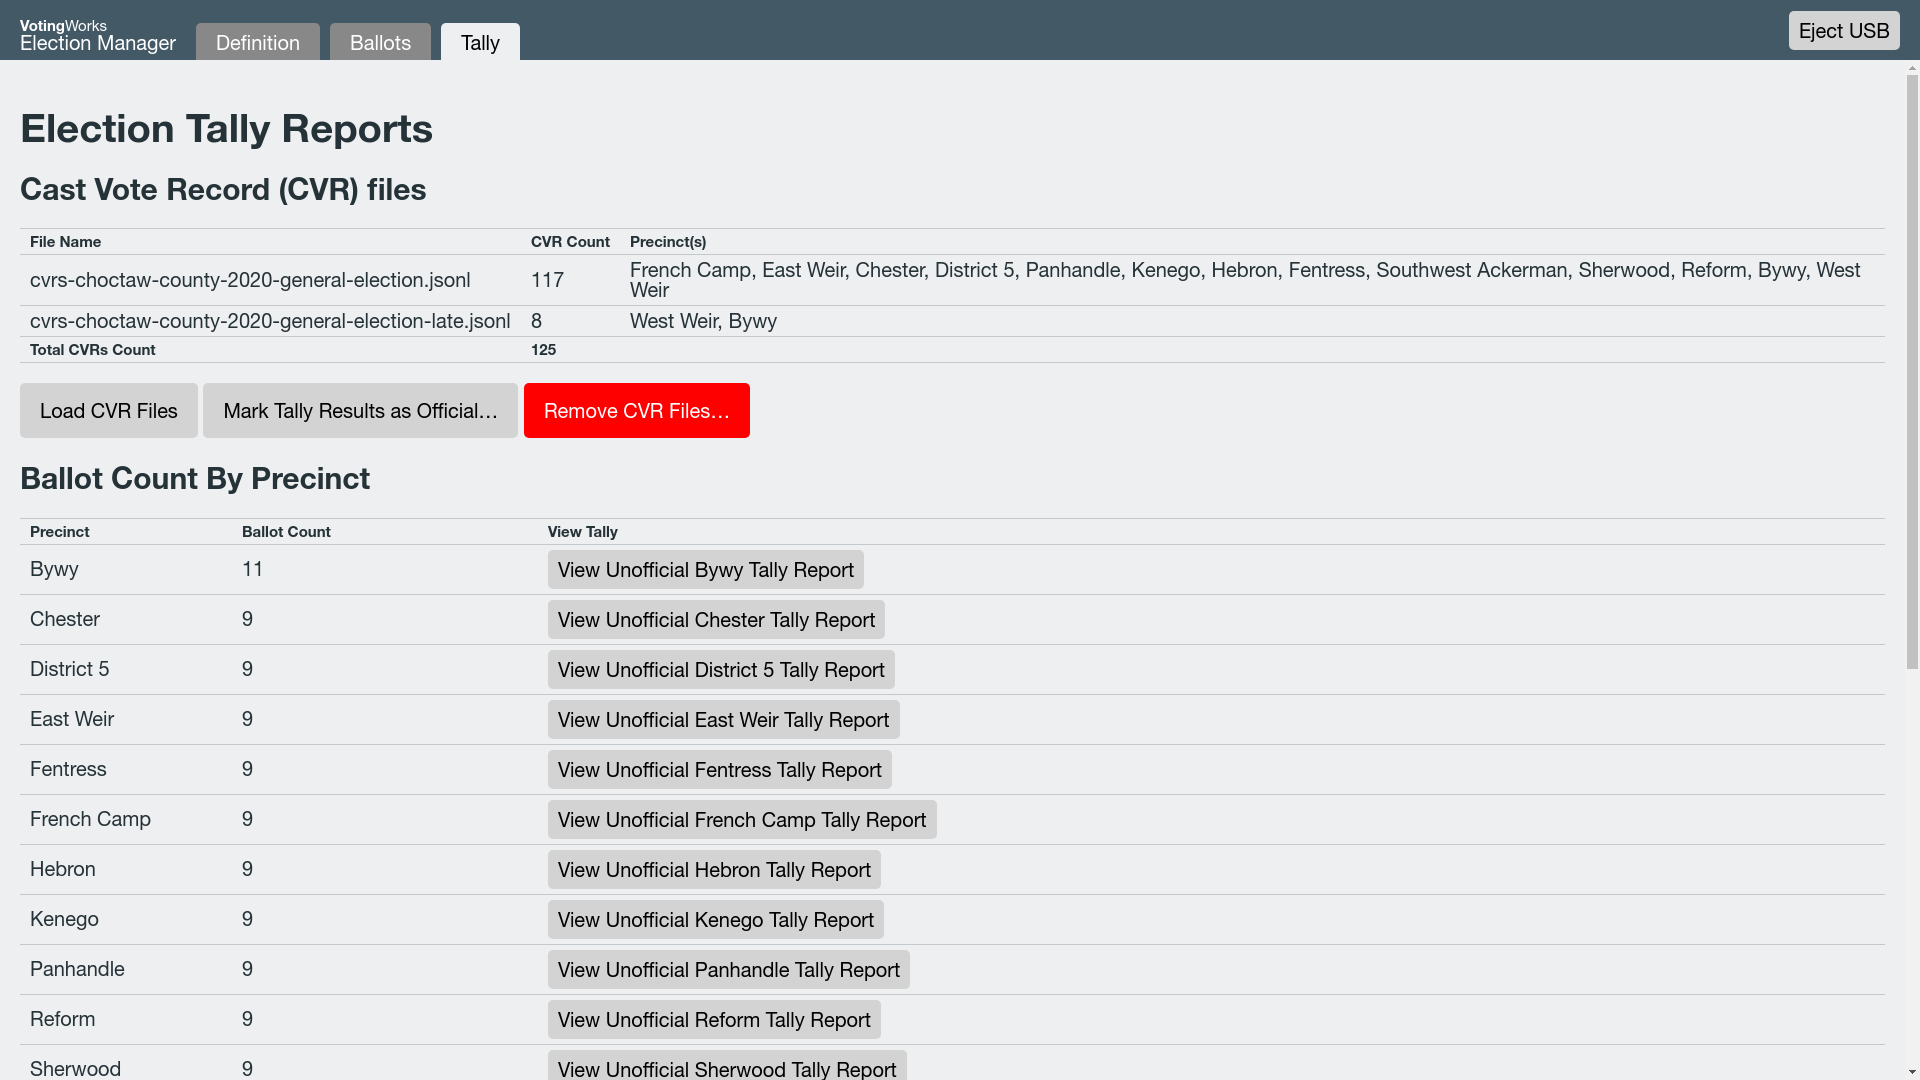 VotingWorks
Election Manager
Definition
Ballots
Tally
Eject USB
Election Tally Reports
Cast Vote Record (CVR) files
File Name CVR Count Precinct(s)
cvrs-choctaw-county-2020-general-election.jsonl 117 French Camp, East Weir, Chester, District 5, Panhandle, Kenego, Hebron, Fentress, Southwest Ackerman, Sherwood, Reform, Bywy, West
Weir
cvrs-choctaw-county-2020-general-election-late.jsonl 8 West Weir, Bywy
Total CVRs Count 125
Load CVR Files
Mark Tally Results as Official…
Remove CVR Files…
Ballot Count By Precinct
Precinct Ballot Count View Tally
Bywy 11 View Unofficial Bywy Tally Report
Chester 9 View Unofficial Chester Tally Report
District 5 9 View Unofficial District 5 Tally Report
East Weir 9 View Unofficial East Weir Tally Report
Fentress 9 View Unofficial Fentress Tally Report
French Camp 9 View Unofficial French Camp Tally Report
Hebron 9 View Unofficial Hebron Tally Report
Kenego 9 View Unofficial Kenego Tally Report
Panhandle 9 View Unofficial Panhandle Tally Report
Reform 9 View Unofficial Reform Tally Report
Sherwood 9 View Unofficial Sherwood Tally Report